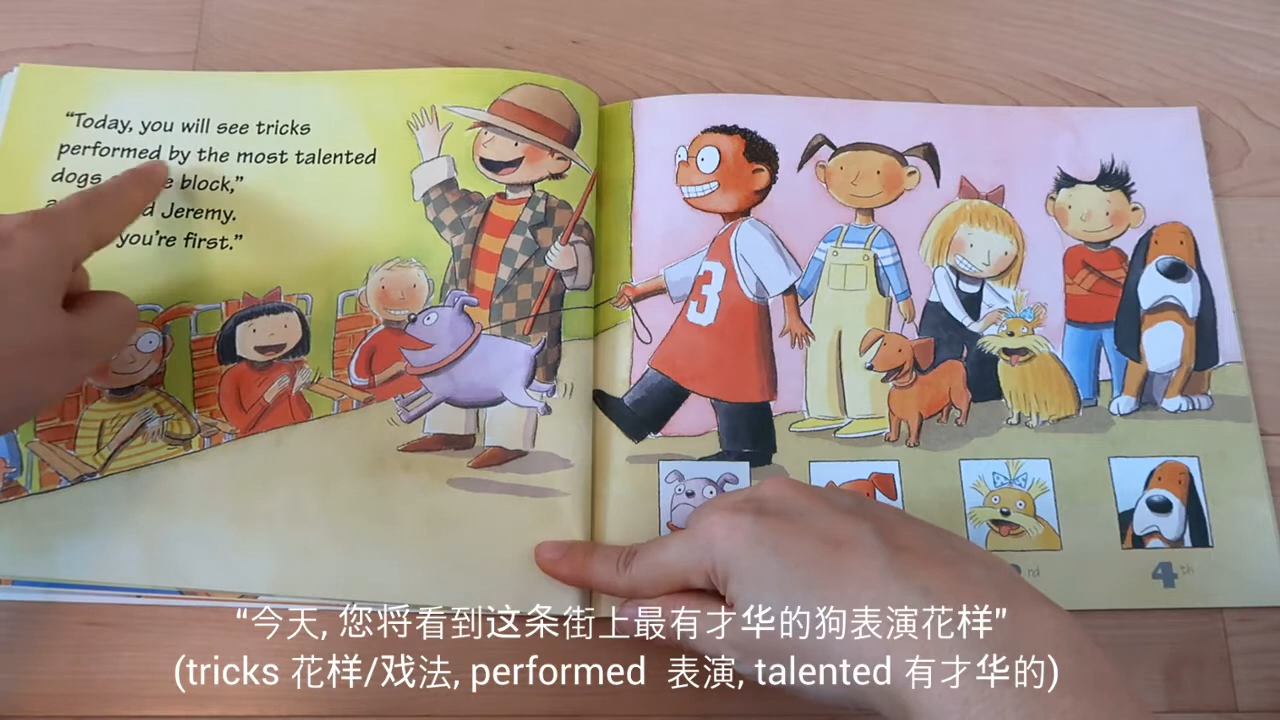 “Today, you will see tricks
performed by the most talented
dogs block,”
Jeremy.
you’re first.”
3
nd
4th
“今天, 您将看到这条街上最有才华的狗表演花样”
(tricks 花样/戏法, performed 表演, talented 有才华的)